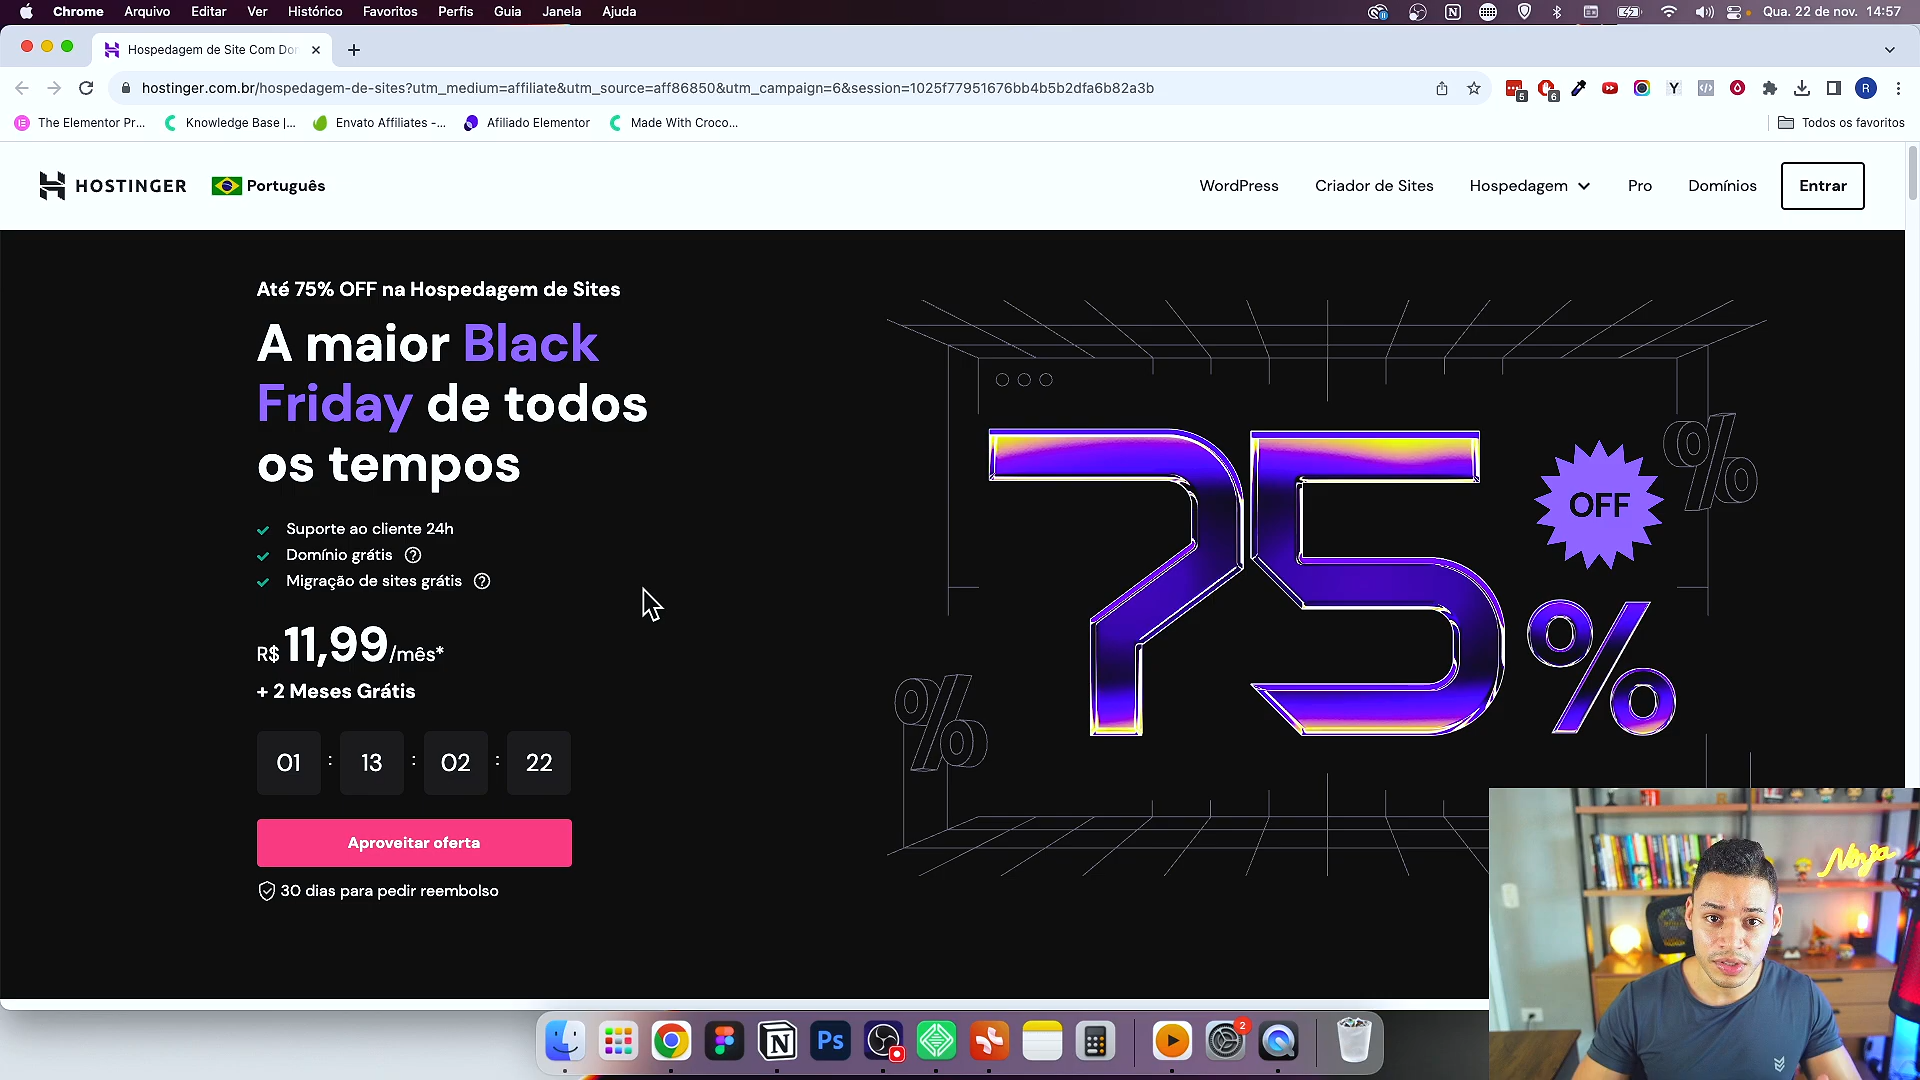 Chrome Arquivo Editar Ver Histórico Favoritos Perfis Guia Janela Ajuda Qua. 22 de nov. 14:57
Hospedagem de Site Com Dor
hostinger.com.br/hospedagem-de-sites?utm_medium=affiliate&utm_source=aff86850&utm_campaign=6&session=1025f77951676bb4b5b2dfa6b82a3b
5 6 Y R
The Elementor Pr... Knowledge Base |... Envato Affiliates -... Afiliado Elementor Made With Croco... Todos os favoritos
HOSTINGER Português WordPress Criador de Sites Hospedagem Pro Domínios Entrar
Até 75% OFF na Hospedagem de Sites
A maior Black
Friday de todos
os tempos
Suporte ao cliente 24h
Domínio grátis ?
Migração de sites grátis ?
R$ 11,99/mês*
+ 2 Meses Grátis
01 : 13 : 02 : 22
Aproveitar oferta
30 dias para pedir reembolso
75%
OFF
%
%
Ninja
Ps
2